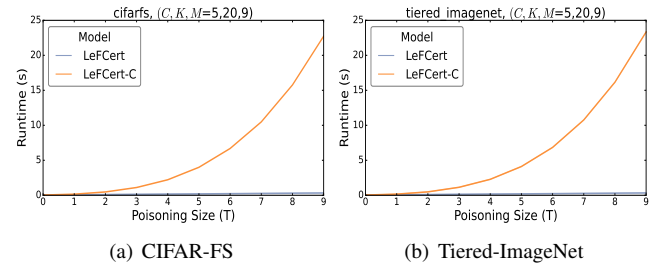 cifarfs, (C, K, M=5,20,9)
Runtime (s)
25
20
15
10
5
0
Model
LeFCert
LeFCert-C
0 1 2 3 4 5 6 7 8 9
Poisoning Size (T)
(a) CIFAR-FS
tiered imagenet, (C, K, M=5,20,9)
Runtime (s)
25
20
15
10
5
0
Model
LeFCert
LeFCert-C
0 1 2 3 4 5 6 7 8 9
Poisoning Size (T)
(b) Tiered-ImageNet